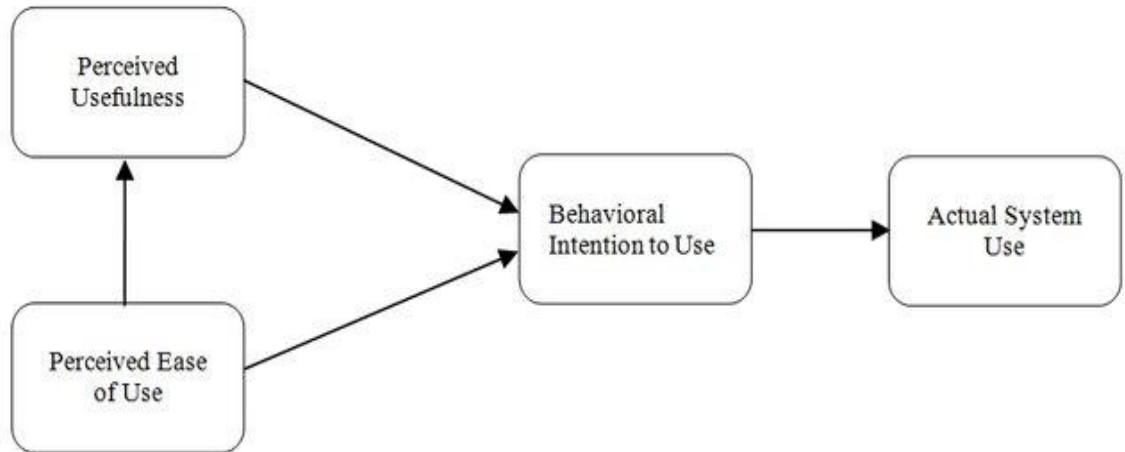 Perceived
Usefulness
Behavioral
Intention to Use
Actual System
Use
Perceived Ease
of Use